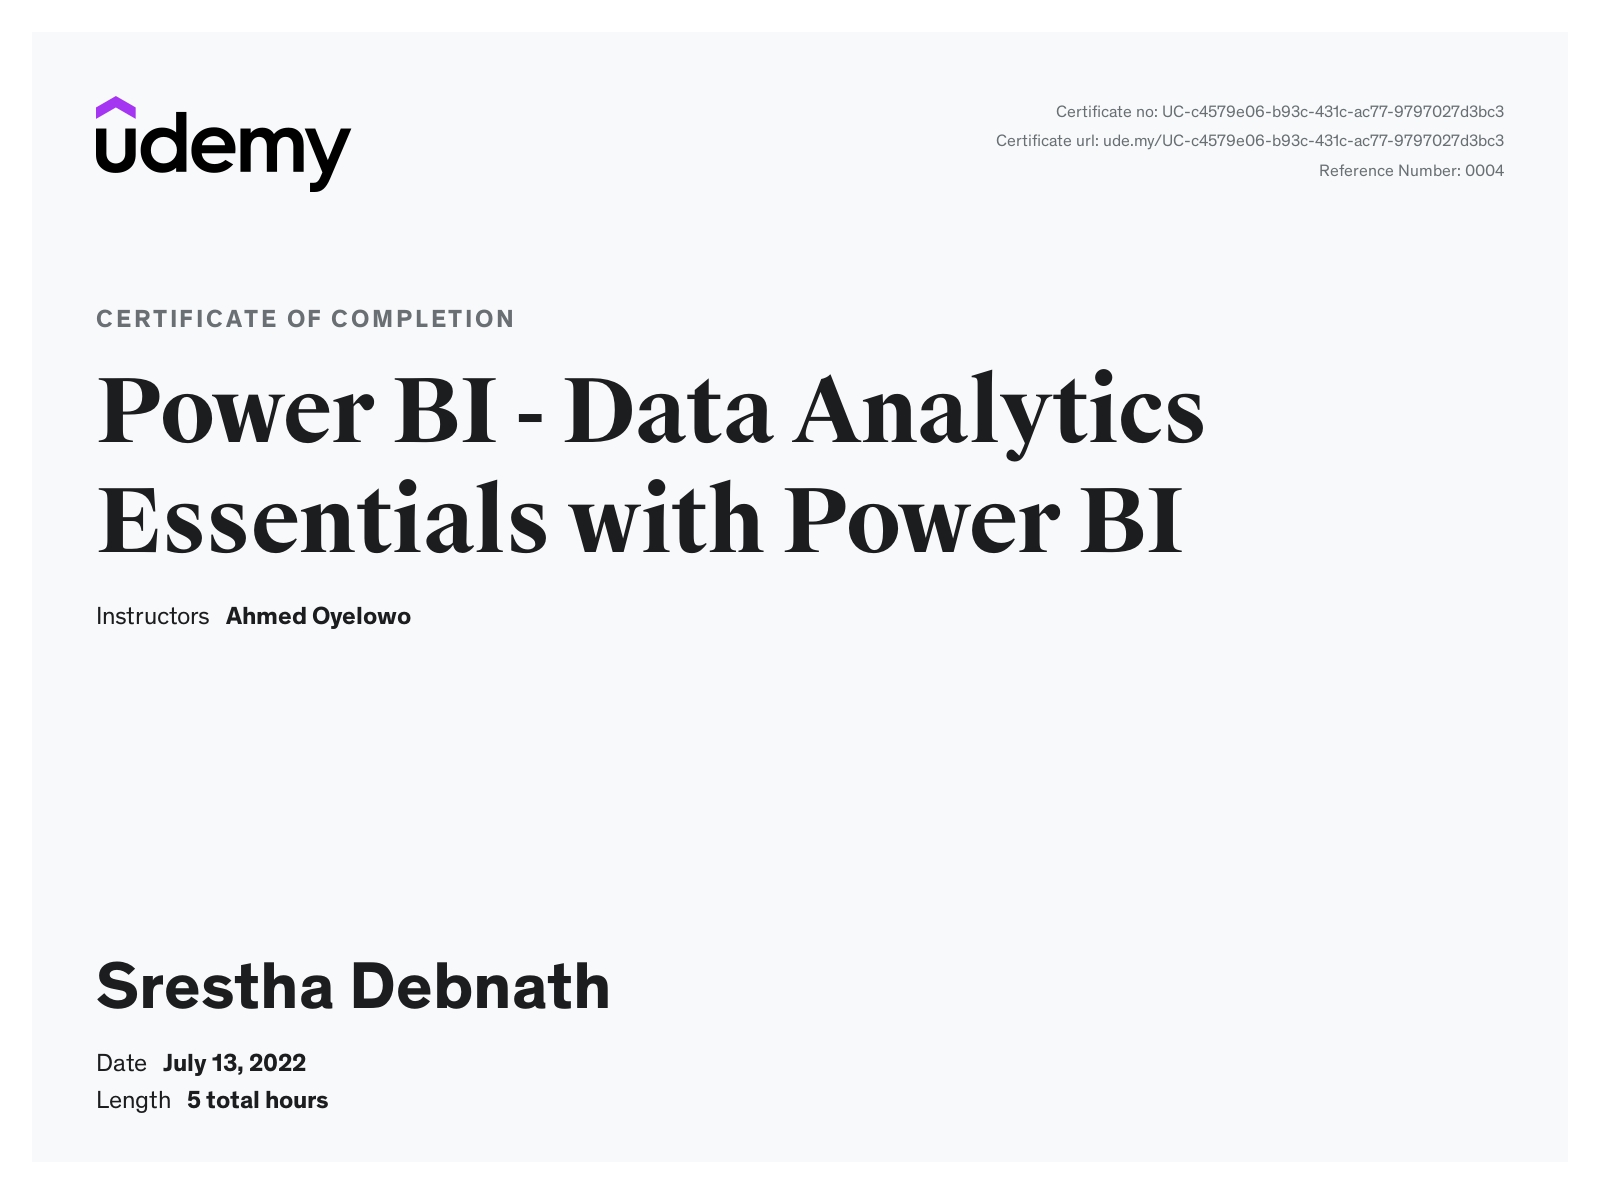 udemy
Certificate no: UC-c4579e06-b93c-431c-ac77-9797027d3bc3
Certificate url: ude.my/UC-c4579e06-b93c-431c-ac77-9797027d3bc3
Reference Number: 0004
CERTIFICATE OF COMPLETION
Power BI - Data Analytics
Essentials with Power BI
Instructors Ahmed Oyelowo
Srestha Debnath
Date July 13, 2022
Length 5 total hours